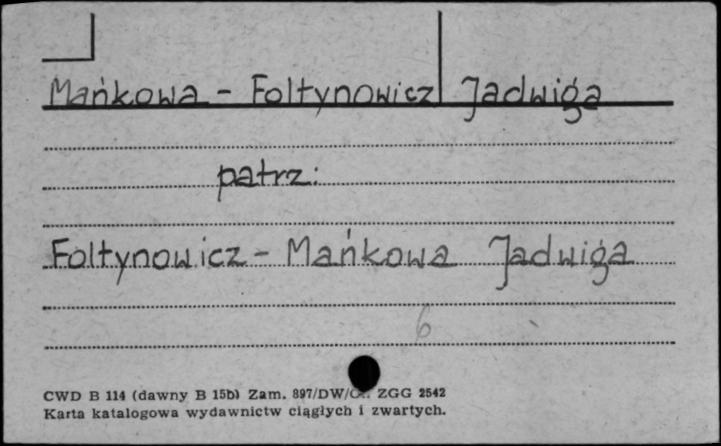 Mańkowa - Foltynowicz Jadwiga
patrz:
Foltynowicz - Mańkowa Jadwiga
6
CWD B 114 (dawny B 15b) Zam. 897/DW/ ZGG 2542
Karta katalogowa wydawnictw ciągłych i zwartych.